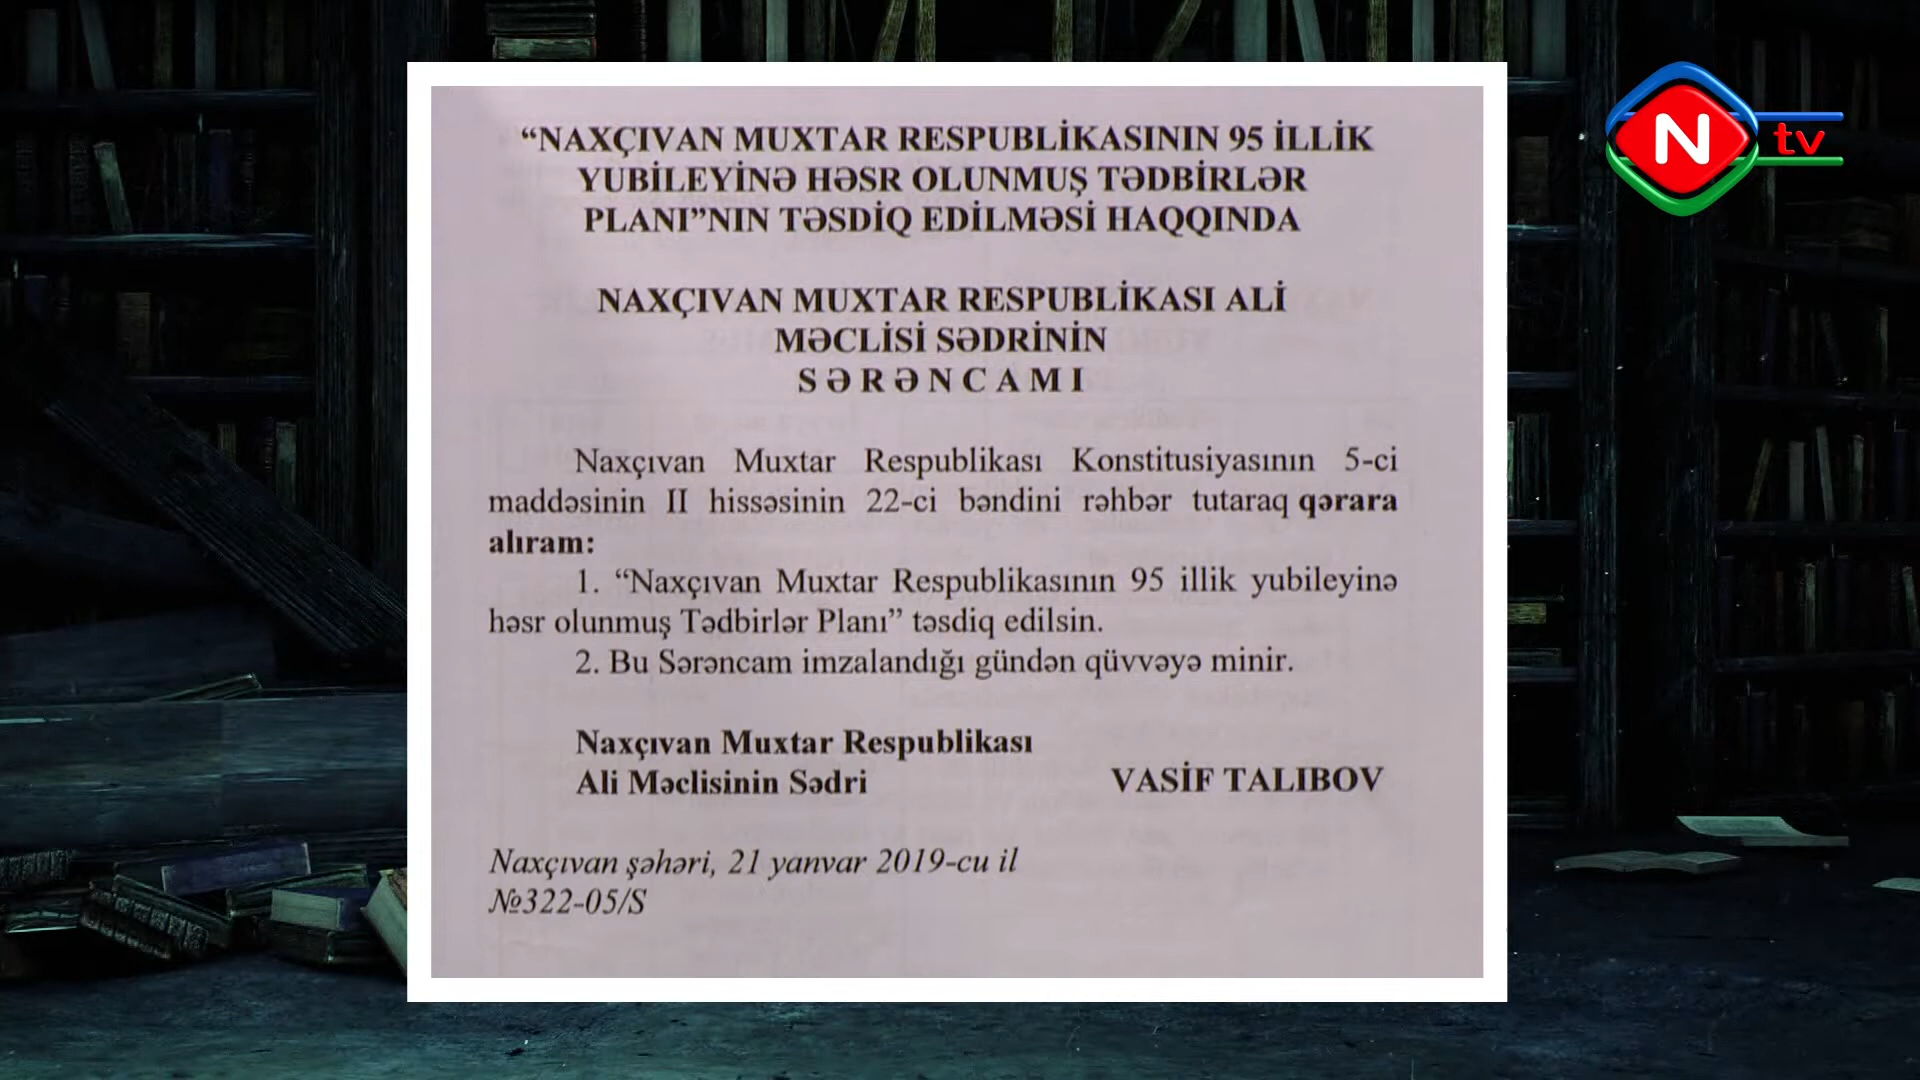 “NAXÇIVAN MUXTAR RESPUBLİKASININ 95 İLLİK
YUBİLEYİNƏ HƏSR OLUNMUŞ TƏDBİRLƏR
PLANI”NIN TƏSDİQ EDİLMƏSİ HAQQINDA
NAXÇIVAN MUXTAR RESPUBLİKASI ALİ
MƏCLİSİ SƏDRİNİN
S Ə R Ə N C A M I
Naxçıvan Muxtar Respublikası Konstitusiyasının 5-ci
maddəsinin II hissəsinin 22-ci bəndini rəhbər tutaraq qərara
alıram:
1. “Naxçıvan Muxtar Respublikasının 95 illik yubileyinə
həsr olunmuş Tədbirlər Planı” təsdiq edilsin.
2. Bu Sərəncam imzalandığı gündən qüvvəyə minir.
Naxçıvan Muxtar Respublikası
Ali Məclisinin Sədri VASİF TALIBOV
Naxçıvan şəhəri, 21 yanvar 2019-cu il
№322-05/S
N tv